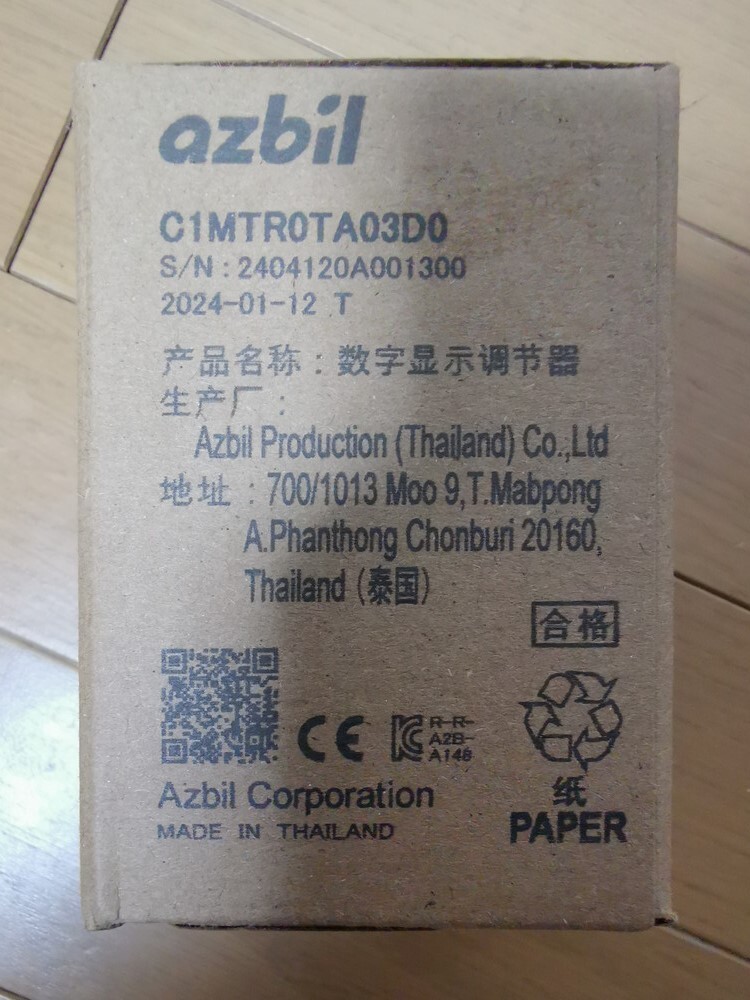 azbil
C1MTR0TA03D0
S/N : 2404120A001300
2024-01-12 T
产品名称 : 数字显示调节器
生产厂 :
Azbil Production (Thailand) Co.,Ltd
地址 : 700/1013 Moo 9,T.Mabpong
A.Phanthong Chonburi 20160,
Thailand (泰国)
合格
CE
R-R-
A2B-
A148
纸
PAPER
Azbil Corporation
MADE IN THAILAND